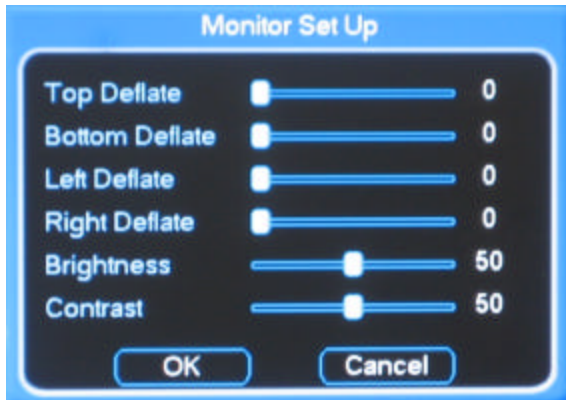 Monitor Set Up
Top Deflate 0
Bottom Deflate 0
Left Deflate 0
Right Deflate 0
Brightness 50
Contrast 50
OK Cancel